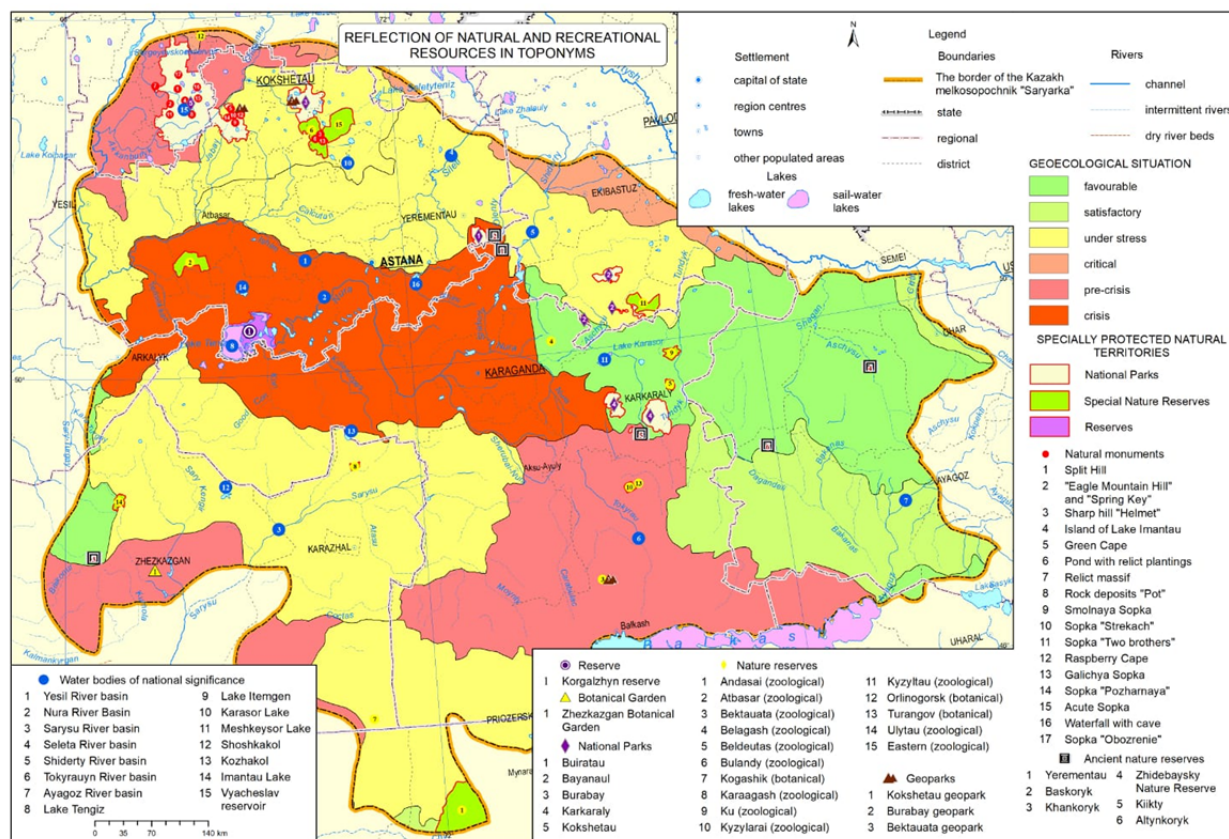 REFLECTION OF NATURAL AND RECREATIONAL
RESOURCES IN TOPONYMS
N
Legend
Settlement
capital of state
region centres
towns
other populated areas
Lakes
fresh-water
lakes
sail-water
lakes
Boundaries
The border of the Kazakh
melkosopochnik "Saryarka"
state
regional
district
Rivers
channel
intermittent rivers
dry river beds
GEOECOLOGICAL SITUATION
favourable
satisfactory
under stress
critical
pre-crisis
crisis
SPECIALLY PROTECTED NATURAL
TERRITORIES
National Parks
Special Nature Reserves
Reserves
Natural monuments
1 Split Hill
2 "Eagle Mountain Hill"
and "Spring Key"
3 Sharp hill "Helmet"
4 Island of Lake Imantau
5 Green Cape
6 Pond with relict plantings
7 Relict massif
8 Rock deposits "Pot"
9 Smolnaya Sopka
10 Sopka "Strekach"
11 Sopka "Two brothers"
12 Raspberry Cape
13 Galichya Sopka
14 Sopka "Pozharnaya"
15 Acute Sopka
16 Waterfall with cave
17 Sopka "Obozrenie"
Ancient nature reserves
1 Yerementau
2 Baskoryk
3 Khankoryk
4 Zhidebaysky
Nature Reserve
5 Kiikty
6 Altynkoryk
KOKSHETAU
Lake Zhalauly
EKIBASTUZ
YESIL
Atbasar
YEREMENTAU
ASTANA
SEMEI
Shagan
Aschysu
Lake Karasor
Nura
ARKALYK
KARAGANDA
KARKARALY
Tundyk
Aksu-Ayuly
Sarysu
Dagandeli
Bakanas
AYAGOZ
Tokyrau
KARAZHAL
Atasu
ZHEZKAZGAN
Sarysu
Balkash
UHARAL
PRIOZERSK
Water bodies of national significance
1 Yesil River basin
2 Nura River Basin
3 Sarysu River basin
4 Seleta River basin
5 Shiderty River basin
6 Tokyrauyn River basin
7 Ayagoz River basin
8 Lake Tengiz
9 Lake Itemgen
10 Karasor Lake
11 Meshkeysor Lake
12 Shoshkakol
13 Kozhakol
14 Imantau Lake
15 Vyacheslav
reservoir
0 35 70 140 km
Reserve
I Korgalzhyn reserve
Botanical Garden
1 Zhezkazgan Botanical
Garden
National Parks
1 Buiratau
2 Bayanaul
3 Burabay
4 Karkaraly
5 Kokshetau
Nature reserves
1 Andasai (zoological)
2 Atbasar (zoological)
3 Bektauata (zoological)
4 Belagash (zoological)
5 Beldeutas (zoological)
6 Bulandy (zoological)
7 Kogashik (botanical)
8 Karaagash (zoological)
9 Ku (zoological)
10 Kyzylarai (zoological)
11 Kyzyltau (zoological)
12 Orlinogorsk (botanical)
13 Turangov (botanical)
14 Ulytau (zoological)
15 Eastern (zoological)
Geoparks
1 Kokshetau geopark
2 Burabay geopark
3 Bektauata geopark